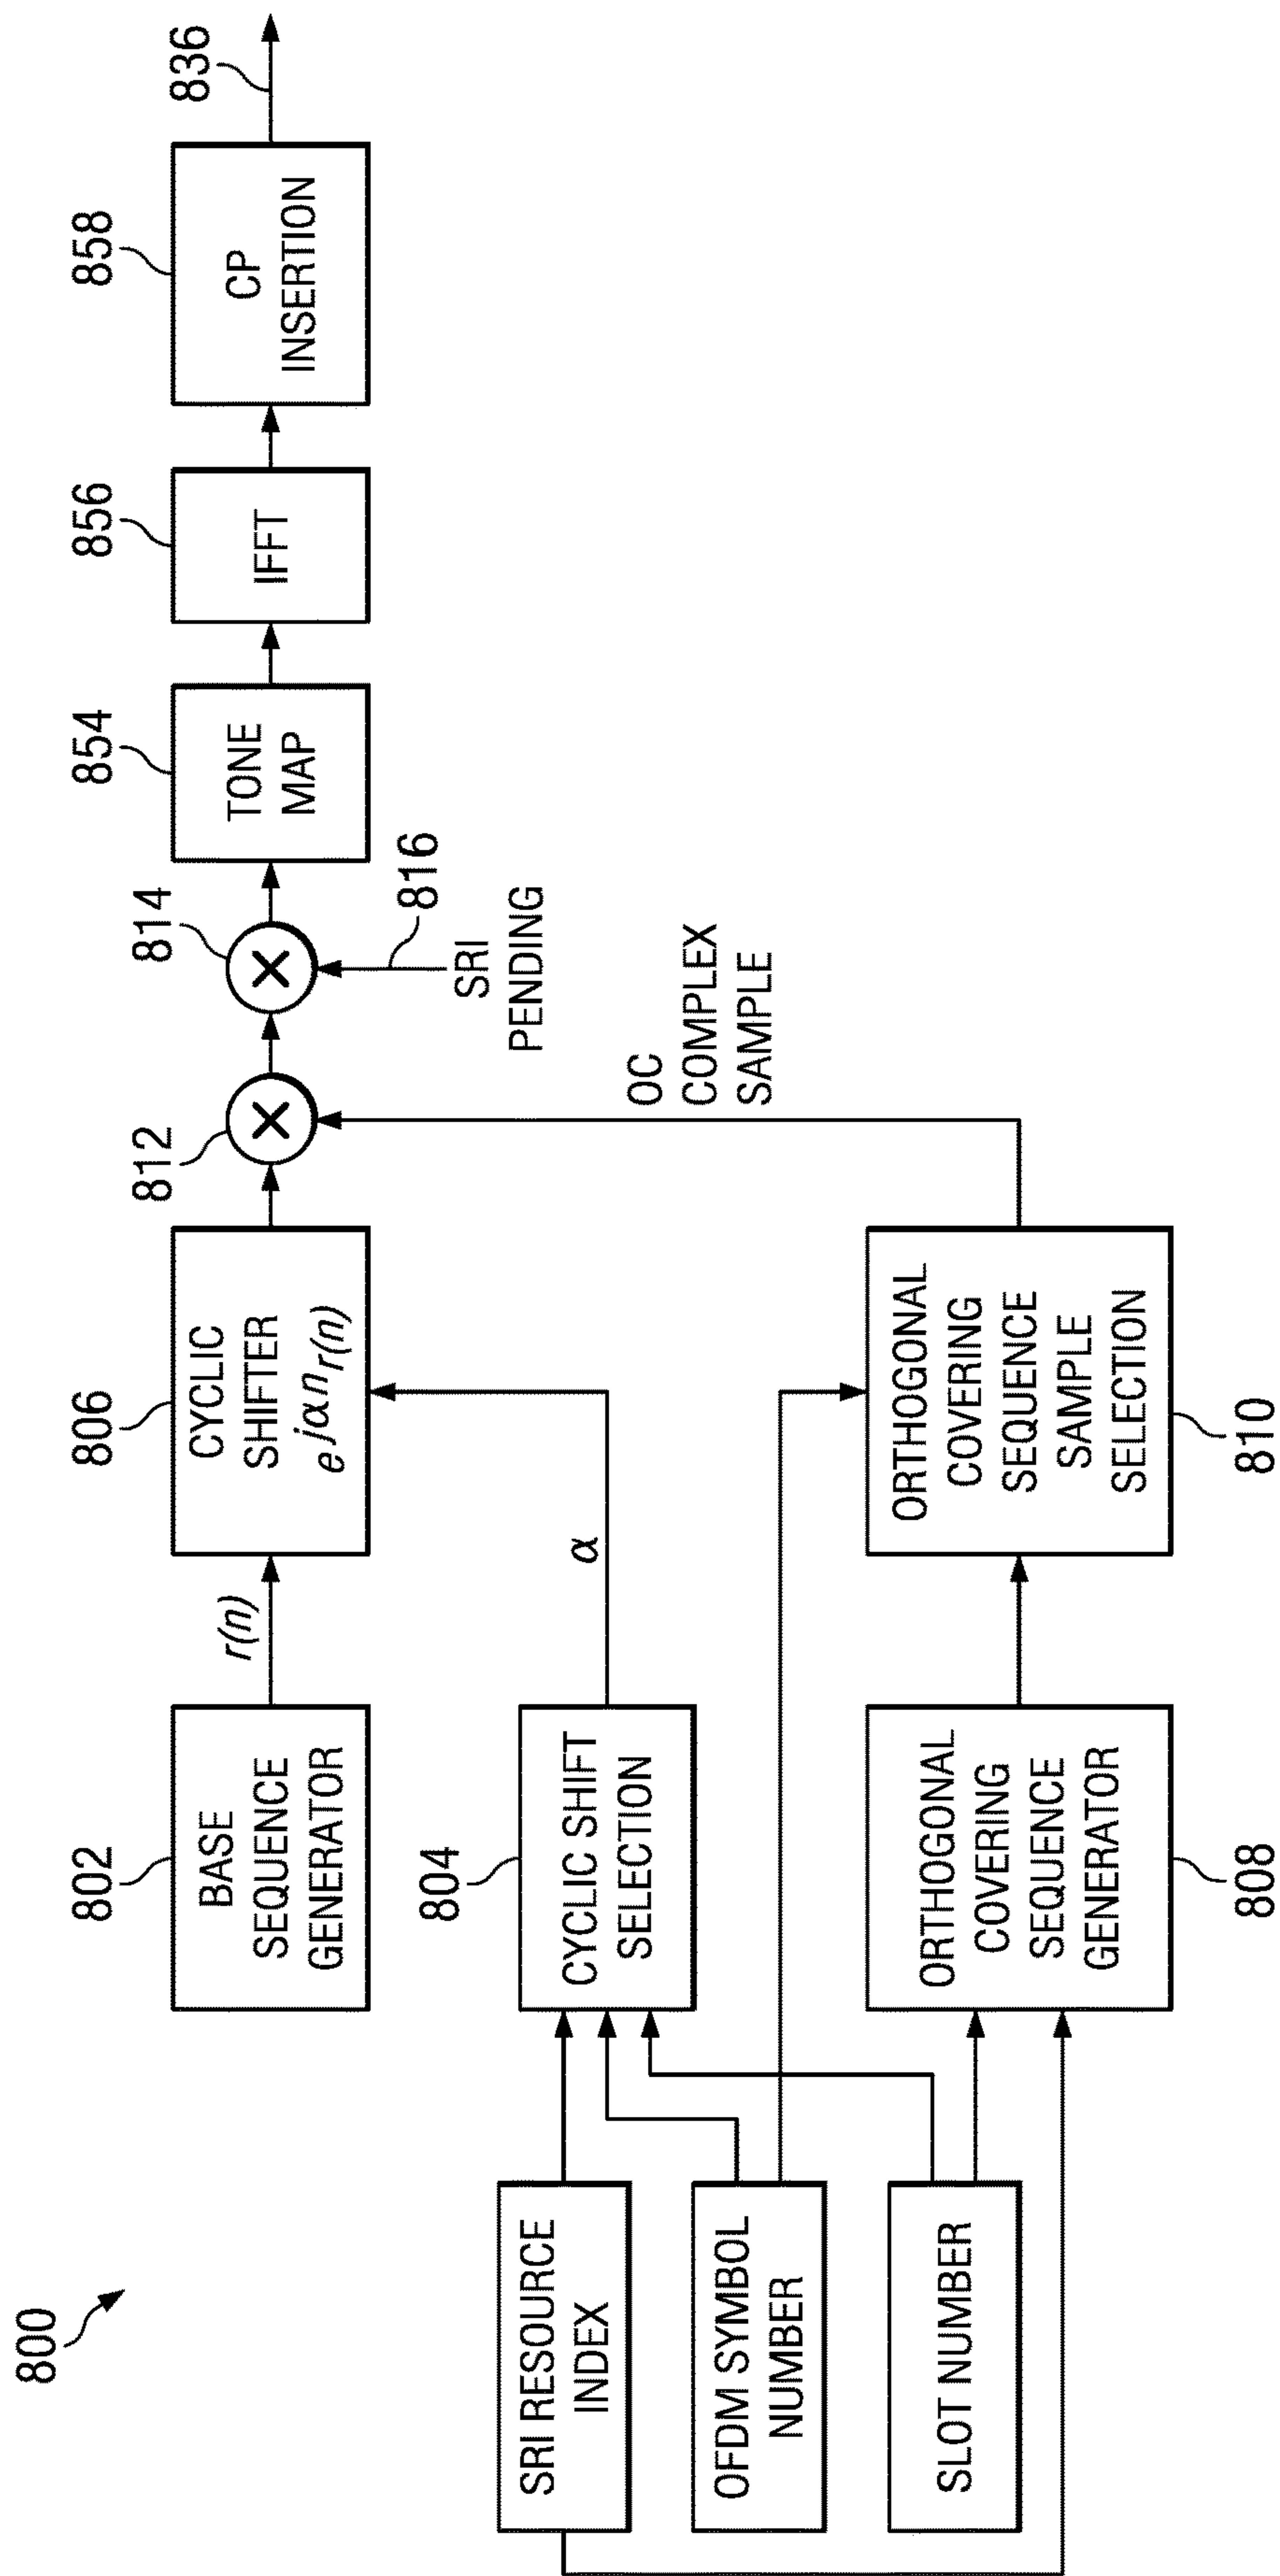 800
802
BASE
SEQUENCE
GENERATOR
r(n)
806
CYCLIC
SHIFTER
e^{jαn} r(n)
812
814
816
SRI
PENDING
854
TONE
MAP
856
IFFT
858
CP
INSERTION
836
SRI RESOURCE
INDEX
804
CYCLIC SHIFT
SELECTION
α
OFDM SYMBOL
NUMBER
SLOT NUMBER
ORTHOGONAL
COVERING
SEQUENCE
GENERATOR
808
ORTHOGONAL
COVERING
SEQUENCE
SAMPLE
SELECTION
810
OC
COMPLEX
SAMPLE